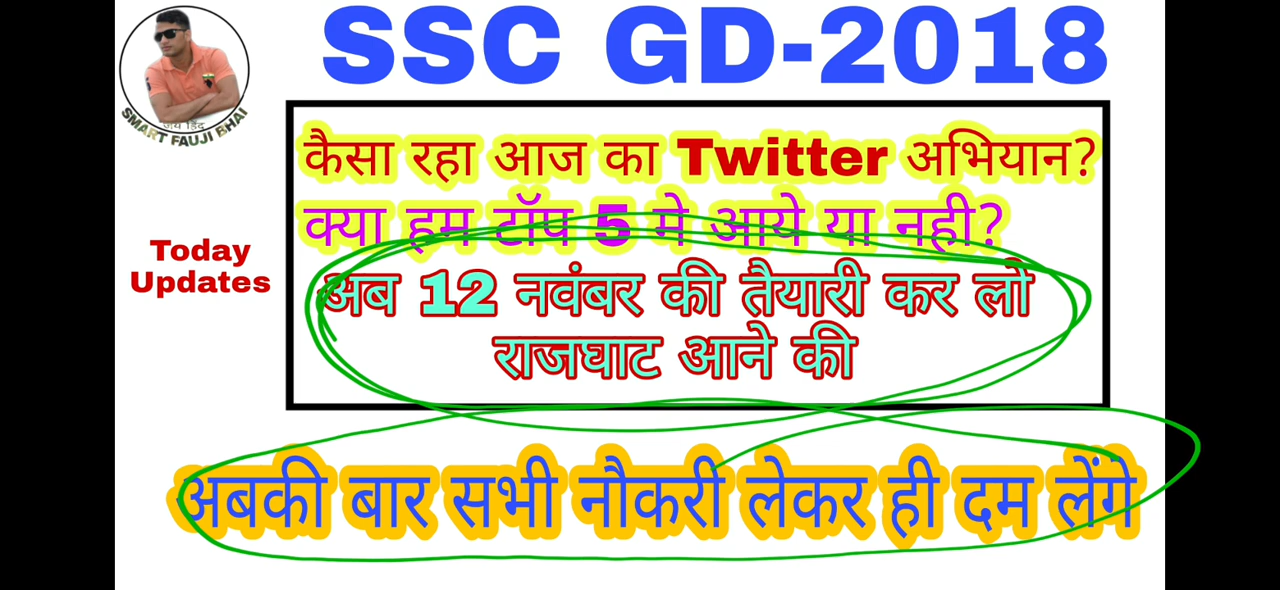 SSC GD-2018
कैसा रहा आज का Twitter अभियान?
क्या हम टॉप 5 मे आये या नही?
Today
Updates
अब 12 नवंबर की तैयारी कर लो
राजघाट आने की
अबकी बार सभी नौकरी लेकर ही दम लेंगे
जय हिंद
SMART FAUJI BHAI